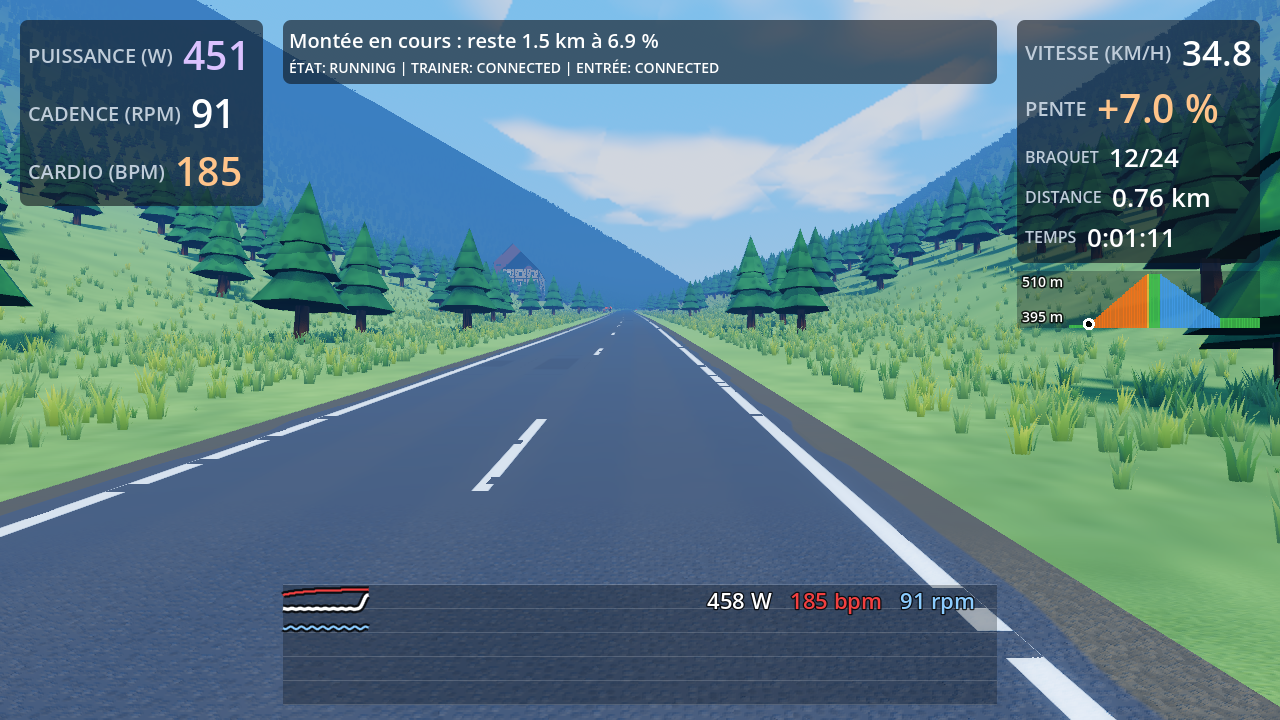 PUISSANCE (W) 451
CADENCE (RPM) 91
CARDIO (BPM) 185
Montée en cours : reste 1.5 km à 6.9 %
ÉTAT: RUNNING | TRAINER: CONNECTED | ENTRÉE: CONNECTED
VITESSE (KM/H) 34.8
PENTE +7.0 %
BRAQUET 12/24
DISTANCE 0.76 km
TEMPS 0:01:11
510 m
395 m
458 W 185 bpm 91 rpm